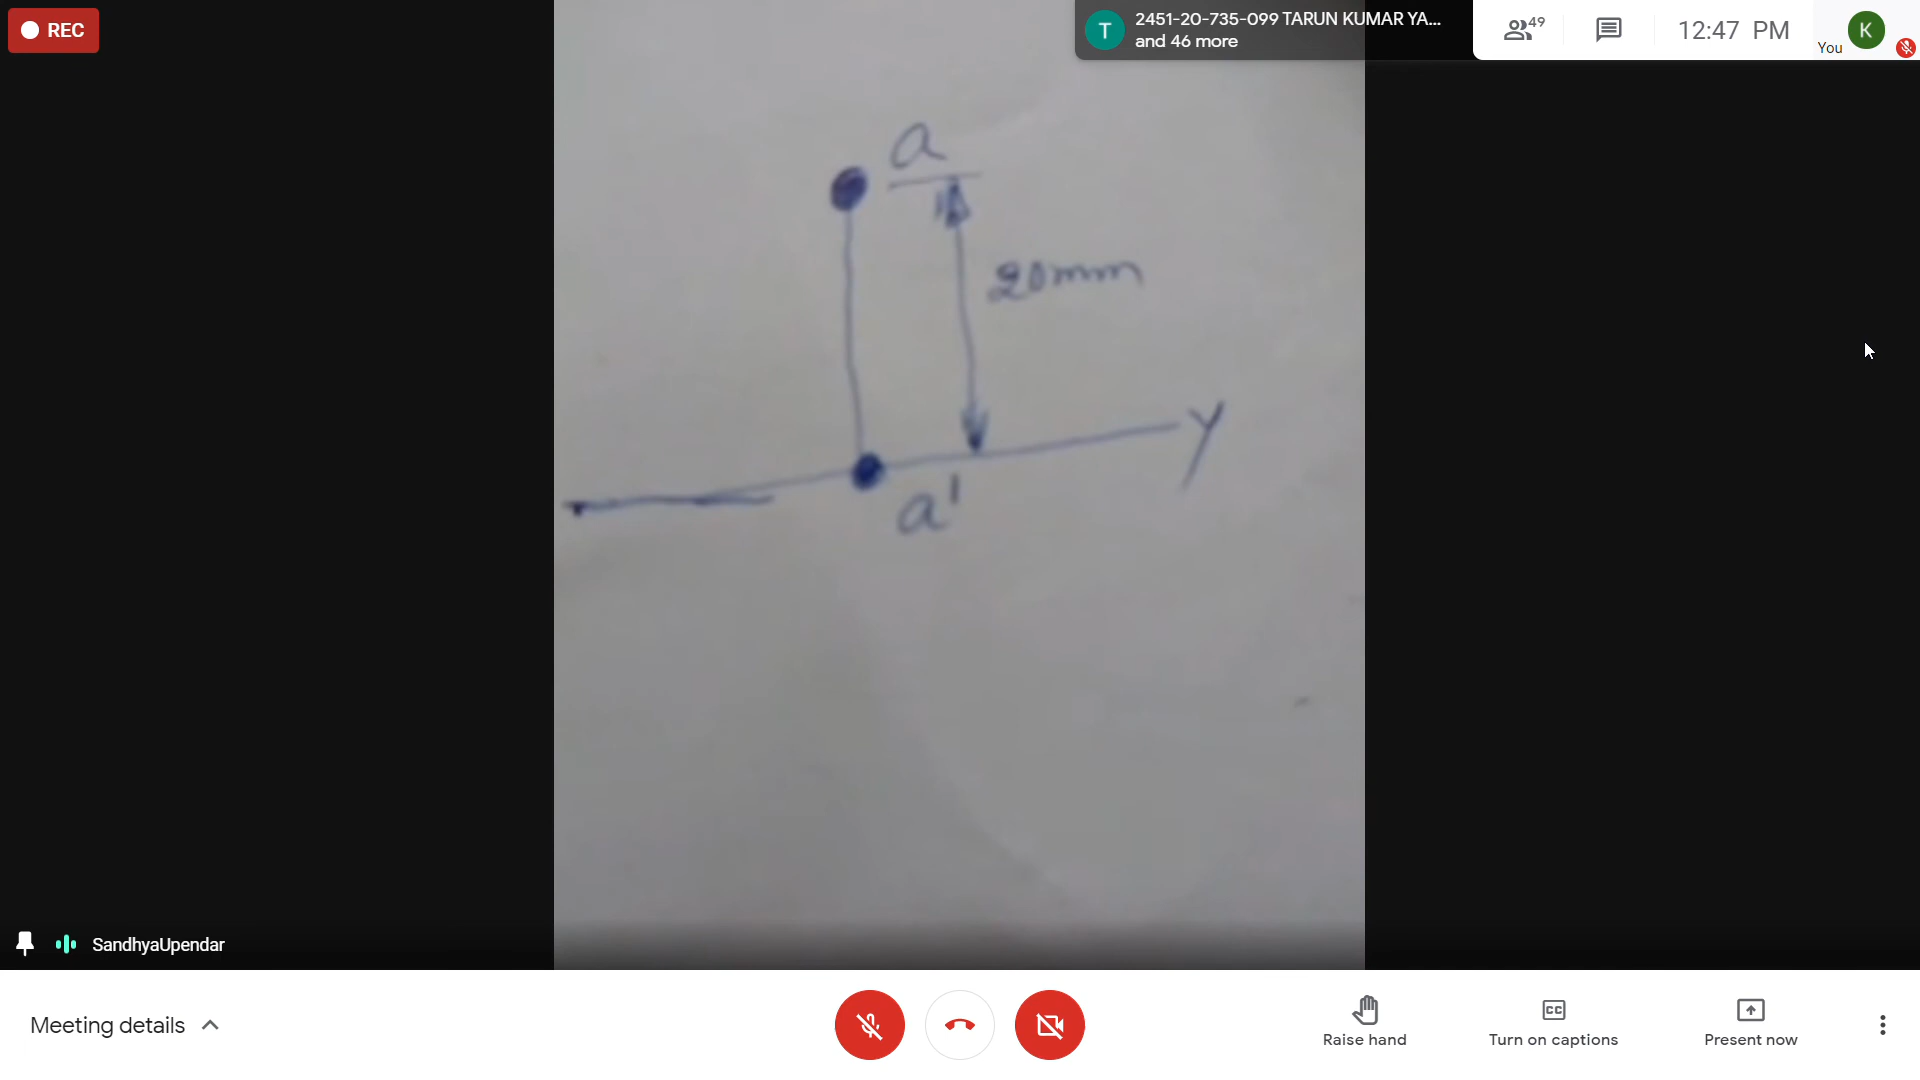 REC
2451-20-735-099 TARUN KUMAR YA...
and 46 more
49
12:47 PM
You
T
K
a
20mm
y
a'
SandhyaUpendar
Meeting details
CC
Raise hand
Turn on captions
Present now